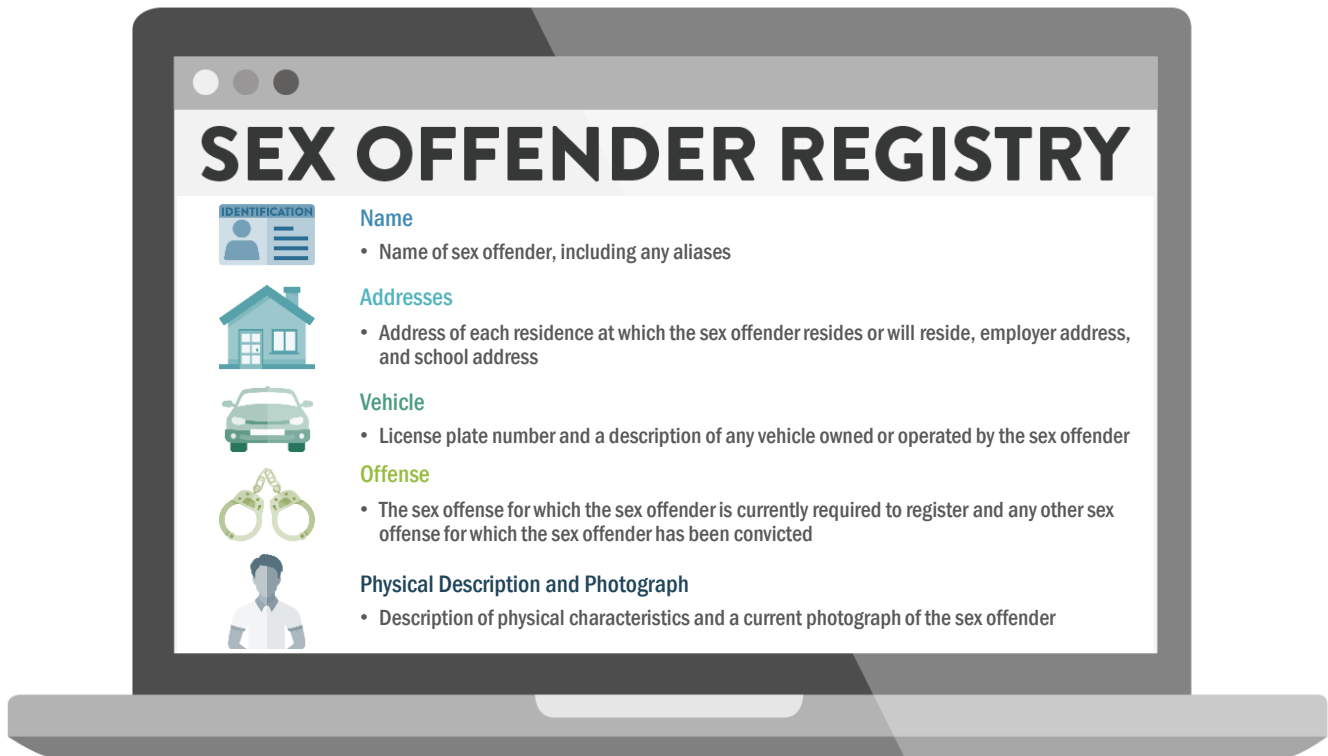 SEX OFFENDER REGISTRY
IDENTIFICATION
Name
• Name of sex offender, including any aliases
Addresses
• Address of each residence at which the sex offender resides or will reside, employer address,
and school address
Vehicle
• License plate number and a description of any vehicle owned or operated by the sex offender
Offense
• The sex offense for which the sex offender is currently required to register and any other sex
offense for which the sex offender has been convicted
Physical Description and Photograph
• Description of physical characteristics and a current photograph of the sex offender